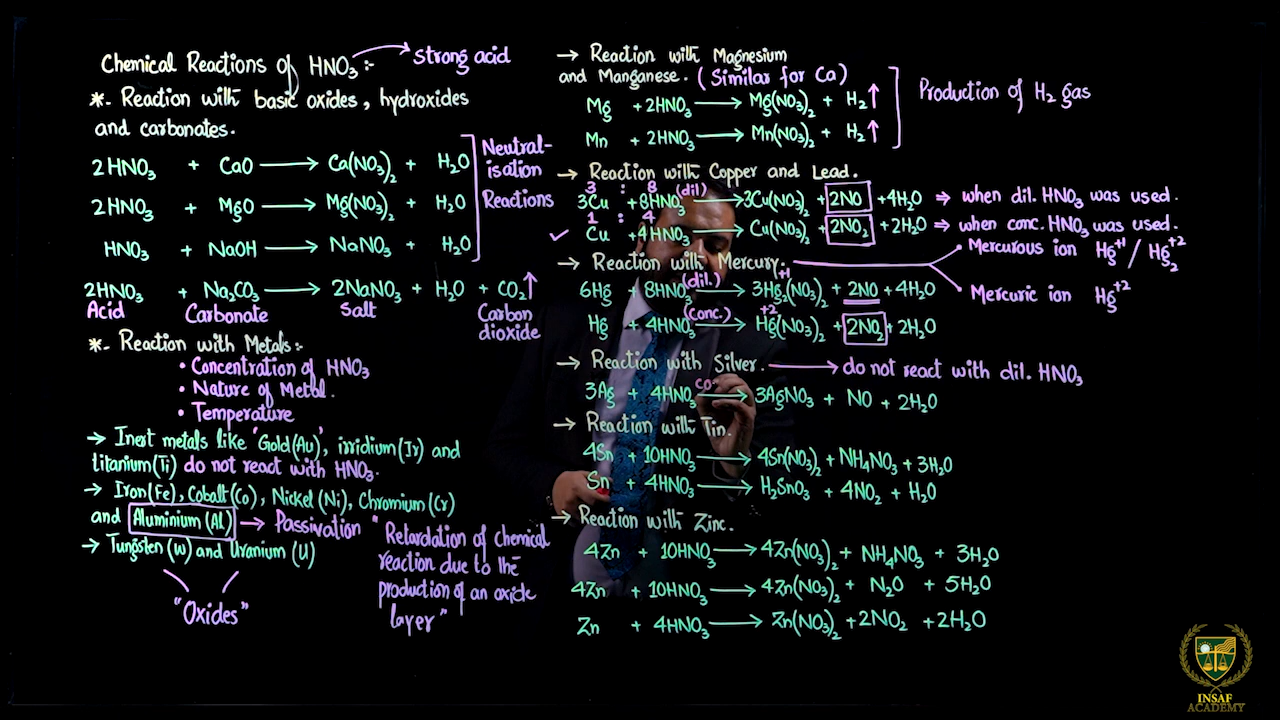 Chemical Reactions of HNO₃ :- → Strong acid
*. Reaction with basic oxides, hydroxides
and carbonates.
2HNO₃ + CaO → Ca(NO₃)₂ + H₂O
2HNO₃ + MgO → Mg(NO₃)₂ + H₂O
HNO₃ + NaOH → NaNO₃ + H₂O
Neutral-
isation
Reactions
2HNO₃ + Na₂CO₃ → 2NaNO₃ + H₂O + CO₂↑
Acid Carbonate Salt Carbon
dioxide
*. Reaction with Metals:-
• Concentration of HNO₃
• Nature of Metal.
• Temperature
→ Inert metals like 'Gold(Au)', irridium(Ir) and
titanium(Ti) do not react with HNO₃.
→ Iron(Fe), Cobalt(Co), Nickel(Ni), Chromium(Cr)
and Aluminium(Al) → Passivation
→ Tungsten(W) and Uranium(U)
"Oxides"
"Retardation of chemical
reaction due to the
production of an oxide
layer"
→ Reaction with Magnesium
and Manganese. (Similar for Ca)
Mg + 2HNO₃ → Mg(NO₃)₂ + H₂↑
Mn + 2HNO₃ → Mn(NO₃)₂ + H₂↑
Production of H₂ gas
→ Reaction with Copper and Lead.
3 : 8 (dil)
3Cu + 8HNO₃ → 3Cu(NO₃)₂ + 2NO + 4H₂O ⇒ when dil. HNO₃ was used.
1 : 4
✓ Cu + 4HNO₃ → Cu(NO₃)₂ + 2NO₂ + 2H₂O ⇒ when conc. HNO₃ was used.
→ Reaction with Mercury.
• Mercurous ion Hg⁺¹ / Hg₂⁺²
• Mercuric ion Hg⁺²
(dil.) +1
6Hg + 8HNO₃ → 3Hg₂(NO₃)₂ + 2NO + 4H₂O
(conc.) +2
Hg + 4HNO₃ → Hg(NO₃)₂ + 2NO₂ + 2H₂O
→ Reaction with Silver. → do not react with dil. HNO₃
co
3Ag + 4HNO₃ → 3AgNO₃ + NO + 2H₂O
→ Reaction with Tin.
4Sn + 10HNO₃ → 4Sn(NO₃)₂ + NH₄NO₃ + 3H₂O
Sn + 4HNO₃ → H₂SnO₃ + 4NO₂ + H₂O
→ Reaction with Zinc.
4Zn + 10HNO₃ → 4Zn(NO₃)₂ + NH₄NO₃ + 3H₂O
4Zn + 10HNO₃ → 4Zn(NO₃)₂ + N₂O + 5H₂O
Zn + 4HNO₃ → Zn(NO₃)₂ + 2NO₂ + 2H₂O
INSAF
ACADEMY